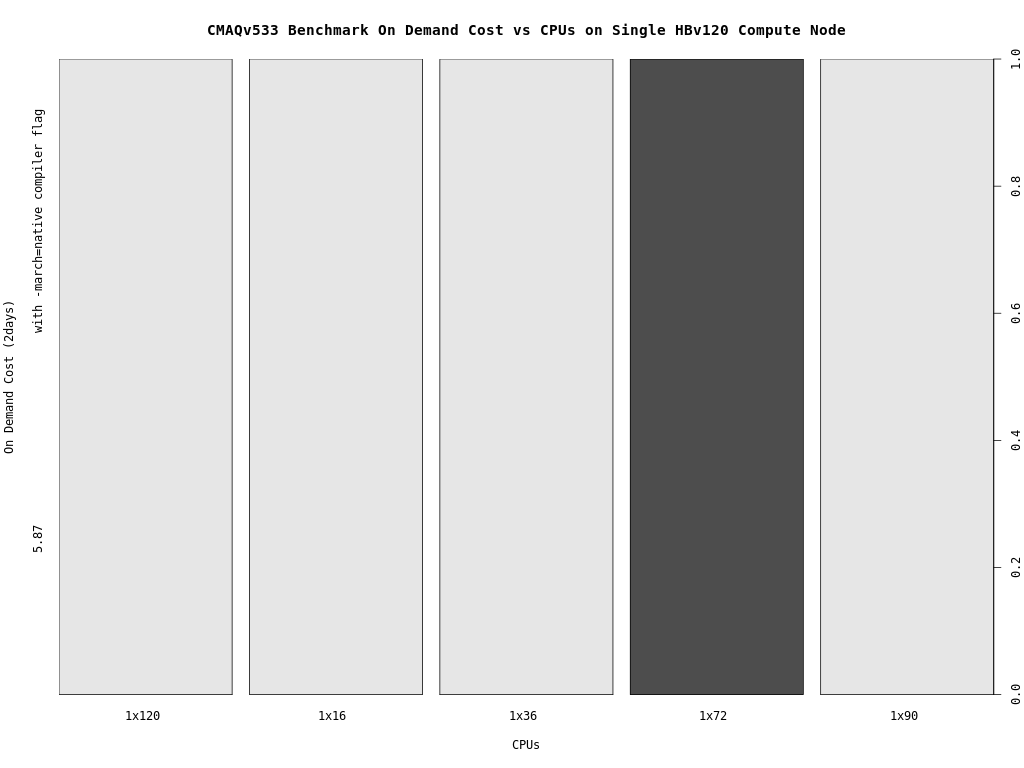 CMAQv533 Benchmark On Demand Cost vs CPUs on Single HBv120 Compute Node
On Demand Cost (2days)
with -march=native compiler flag
5.87
1.0
0.8
0.6
0.4
0.2
0.0
1x120
1x16
1x36
1x72
1x90
CPUs